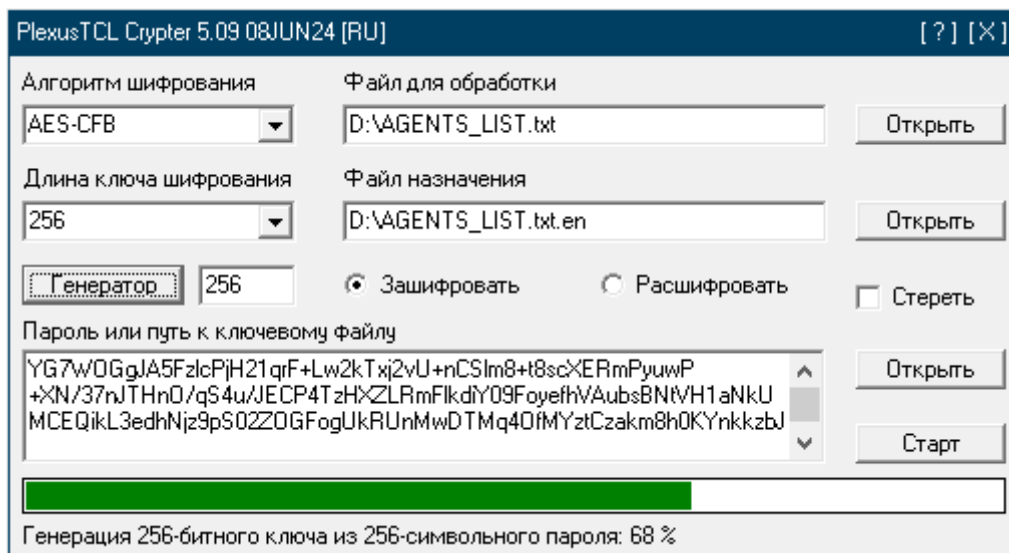 PlexusTCL Crypter 5.09 08JUN24 [RU] [ ? ] [ X ]
Алгоритм шифрования
Файл для обработки
AES-CFB
D:\AGENTS_LIST.txt
Открыть
Длина ключа шифрования
Файл назначения
256
D:\AGENTS_LIST.txt.en
Открыть
Генератор
256
Зашифровать
Расшифровать
Стереть
Пароль или путь к ключевому файлу
YG7WOGgJA5FzlcPjH21qrF+Lw2kTxj2vU+nCSlm8+t8scXERmPyuwP
+XN/37nJTHnO/qS4u/JECP4TzHXZLRmFlkdiY09FoyefhVAubsBNtVH1aNkU
MCEQikL3edhNjz9pS02ZOGFogUkRUnMwDTMq4OfMYztCzakm8h0KYnkkzbJ
Открыть
Старт
Генерация 256-битного ключа из 256-символьного пароля: 68 %